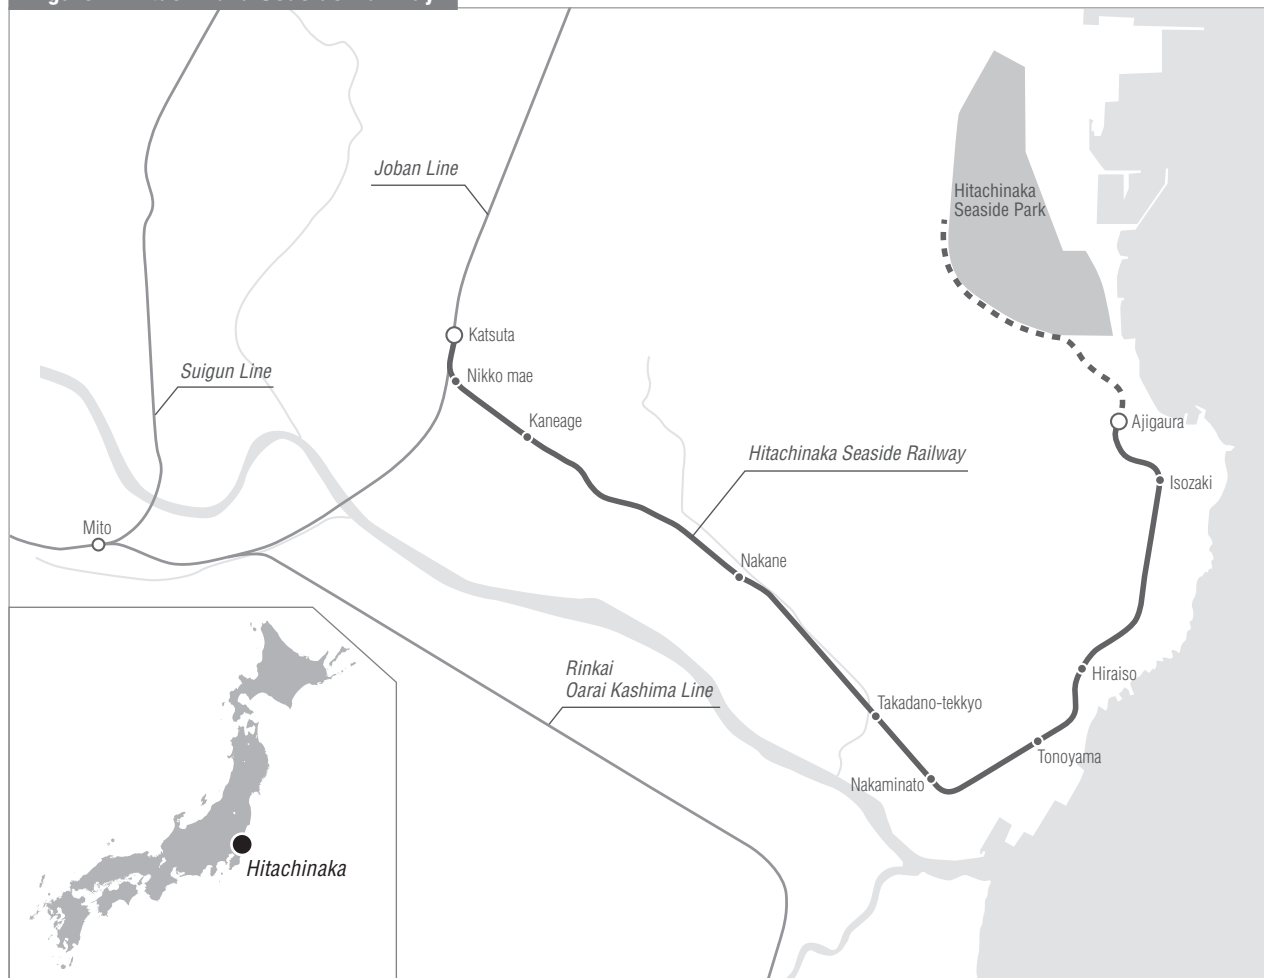 Joban Line
Hitachinaka
Seaside Park
Katsuta
Suigun Line
Nikko mae
Kaneage
Ajigaura
Hitachinaka Seaside Railway
Isozaki
Mito
Nakane
Rinkai
Oarai Kashima Line
Hiraiso
Takadano-tekkyo
Tonoyama
Nakaminato
Hitachinaka